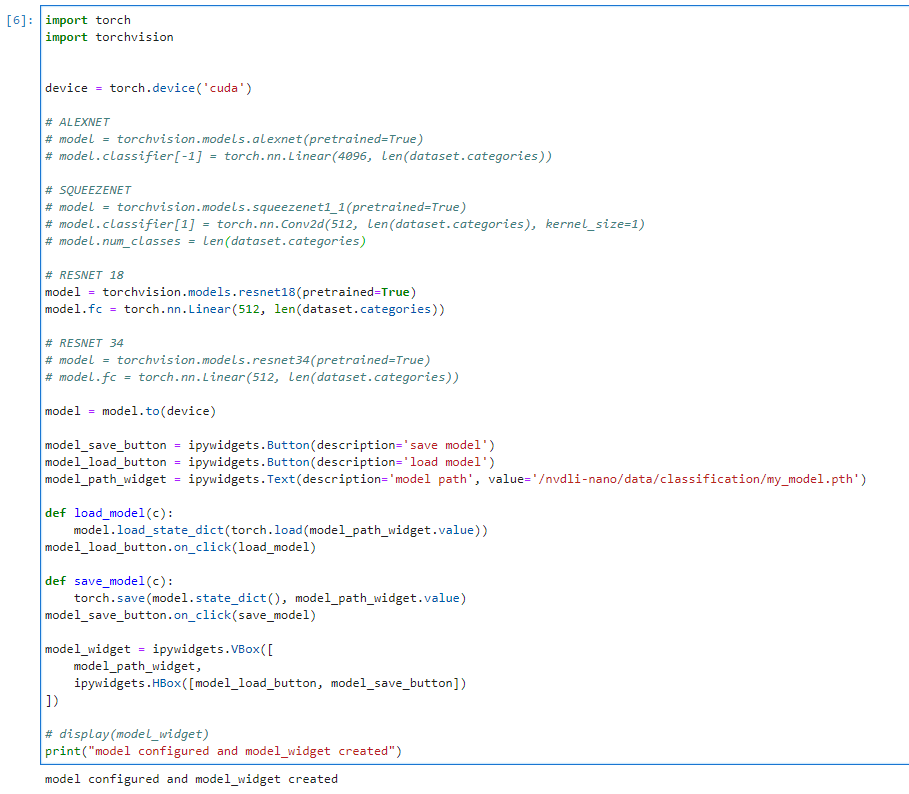 [6]:
import torch
import torchvision
device = torch.device('cuda')
# ALEXNET
# model = torchvision.models.alexnet(pretrained=True)
# model.classifier[-1] = torch.nn.Linear(4096, len(dataset.categories))
# SQUEEZENET
# model = torchvision.models.squeezenet1_1(pretrained=True)
# model.classifier[1] = torch.nn.Conv2d(512, len(dataset.categories), kernel_size=1)
# model.num_classes = len(dataset.categories)
# RESNET 18
model = torchvision.models.resnet18(pretrained=True)
model.fc = torch.nn.Linear(512, len(dataset.categories))
# RESNET 34
# model = torchvision.models.resnet34(pretrained=True)
# model.fc = torch.nn.Linear(512, len(dataset.categories))
model = model.to(device)
model_save_button = ipywidgets.Button(description='save model')
model_load_button = ipywidgets.Button(description='load model')
model_path_widget = ipywidgets.Text(description='model path', value='/nvdli-nano/data/classification/my_model.pth')
def load_model(c):
    model.load_state_dict(torch.load(model_path_widget.value))
model_load_button.on_click(load_model)
def save_model(c):
    torch.save(model.state_dict(), model_path_widget.value)
model_save_button.on_click(save_model)
model_widget = ipywidgets.VBox([
    model_path_widget,
    ipywidgets.HBox([model_load_button, model_save_button])
])
# display(model_widget)
print("model configured and model_widget created")
model configured and model_widget created